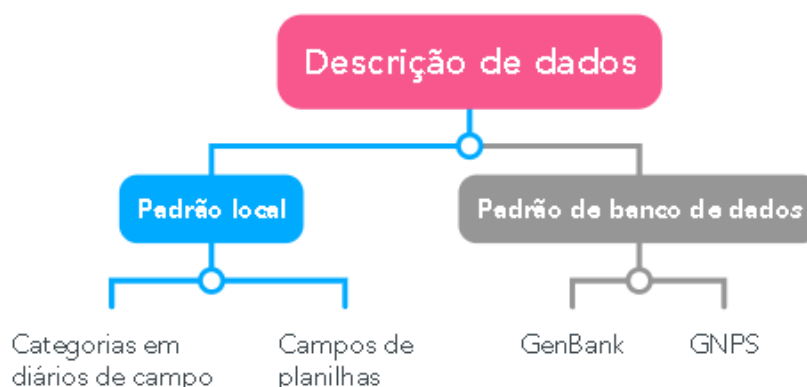 Descrição de dados
Padrão local
Padrão de banco de dados
Categorias em
diários de campo
Campos de
planilhas
GenBank
GNPS